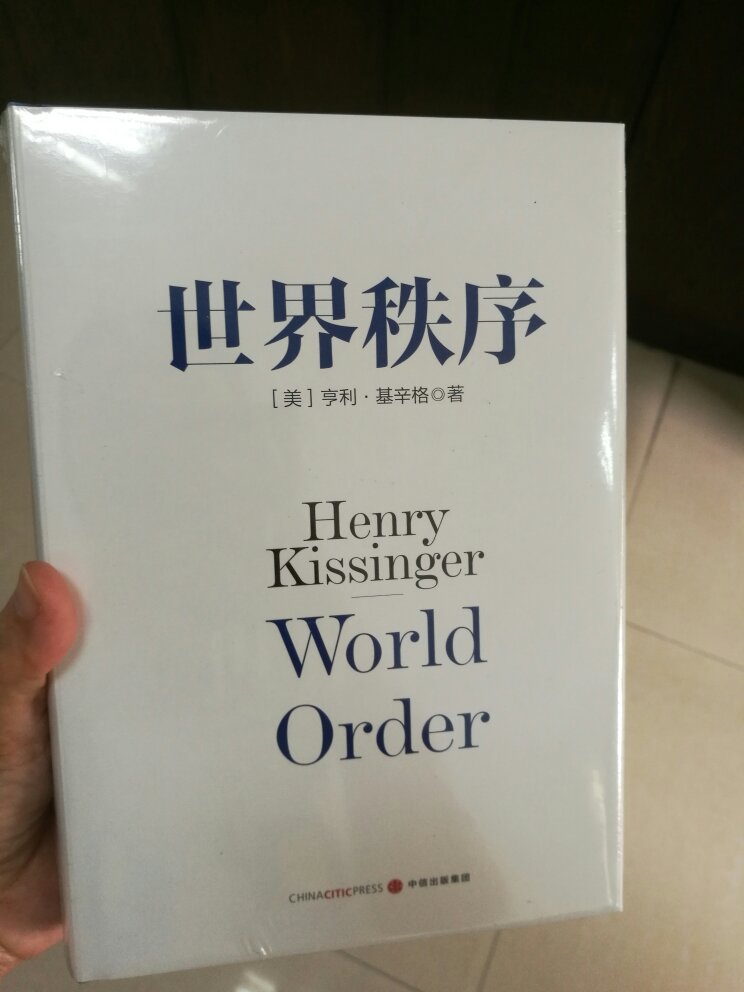 世界秩序
[美] 亨利·基辛格◎著
Henry
Kissinger
World
Order
CHINACITICPRESS 中信出版集团